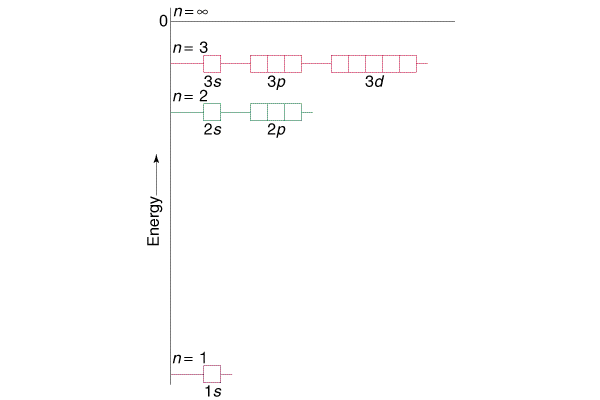 n = ∞
0
n = 3
3s 3p 3d
n = 2
2s 2p
Energy
n = 1
1s